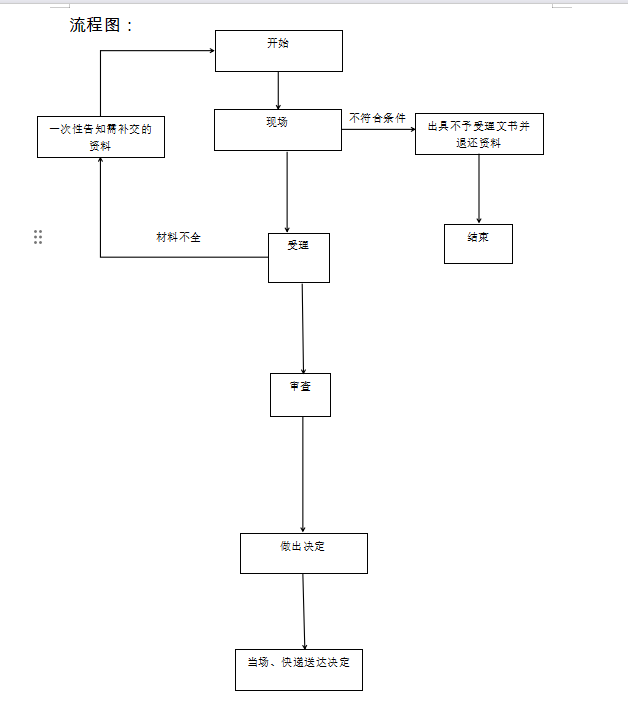 流程图：
开始
现场
不符合条件
出具不予受理文书并
退还资料
一次性告知需补交的
资料
材料不全
受理
结束
审查
做出决定
当场、快递送达决定